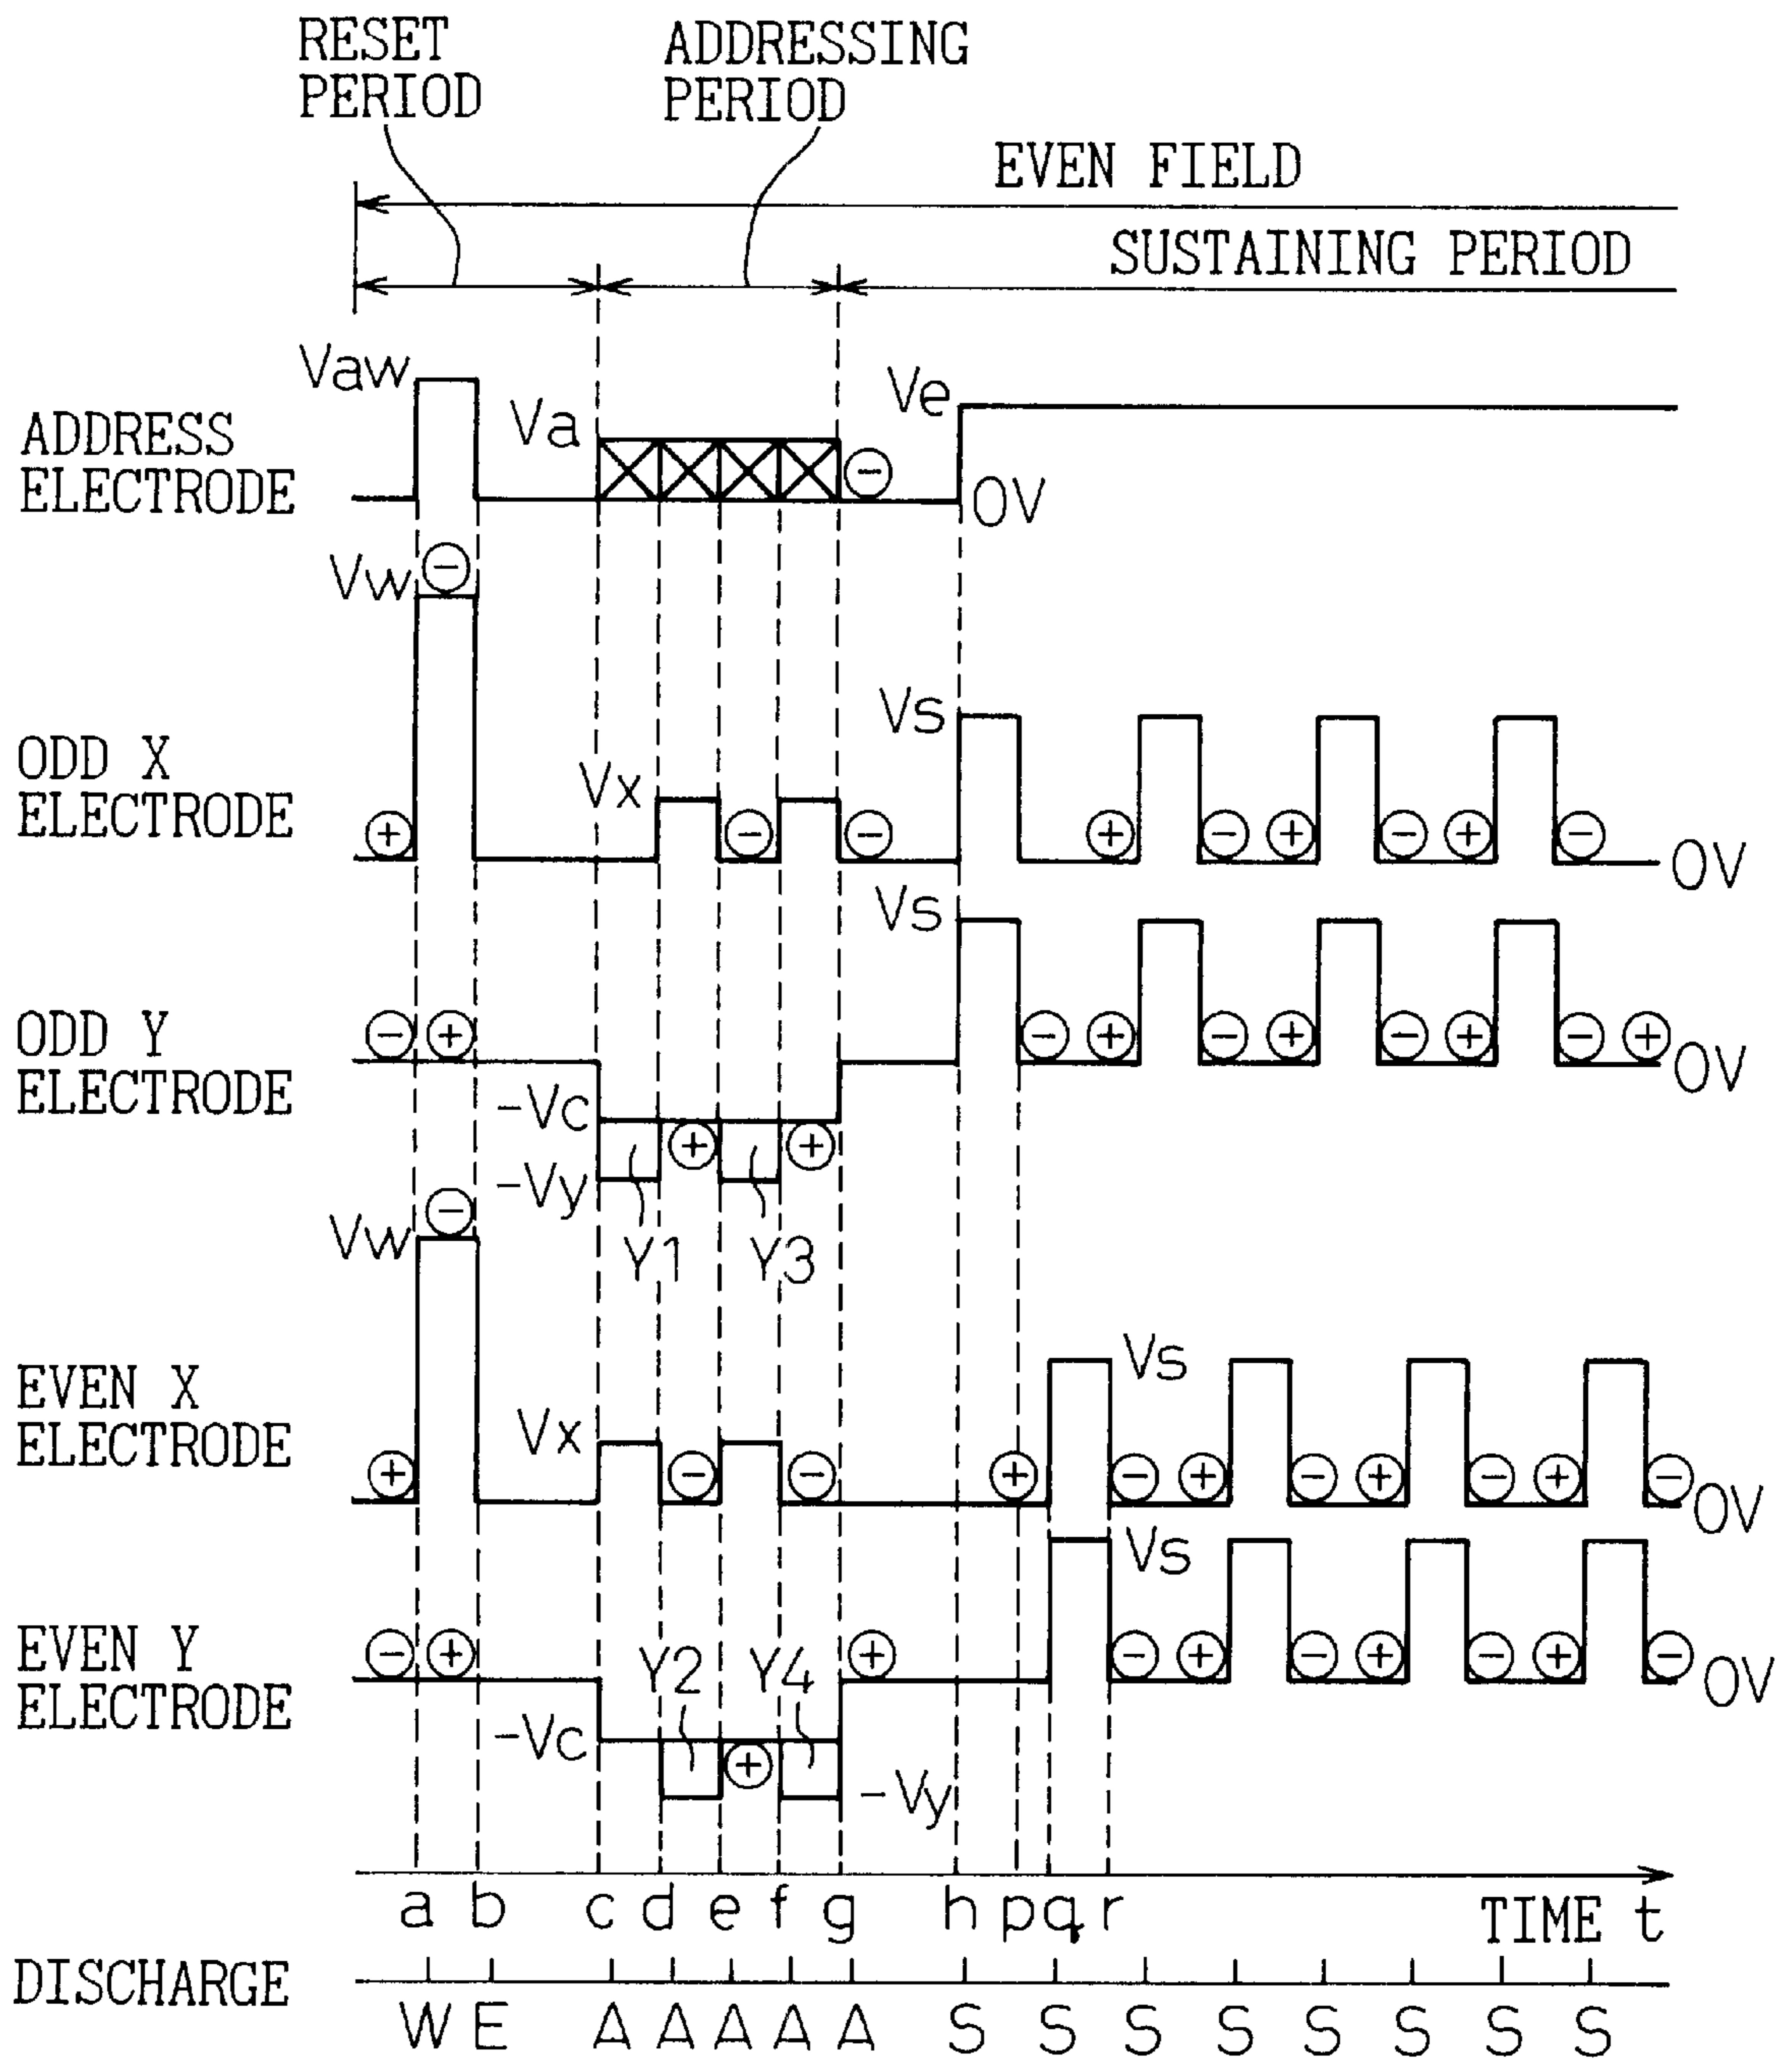 RESET
PERIOD
ADDRESSING
PERIOD
EVEN FIELD
SUSTAINING PERIOD
Vaw
Va
Ve
ADDRESS
ELECTRODE
−
0V
Vw
−
Vs
ODD X
ELECTRODE
Vx
+ − − + − + − + −
0V
Vs
ODD Y
ELECTRODE
− + − + − + − + − +
0V
-Vc
+ +
-Vy
Y1 Y3
Vw
−
EVEN X
ELECTRODE
Vx
Vs
+ − − + − + − + − + −
0V
Vs
EVEN Y
ELECTRODE
− + + − + − + − + −
0V
Y2 Y4
-Vc
+
-Vy
a b c d e f g h p q r
TIME t
DISCHARGE
W E A A A A A S S S S S S S S